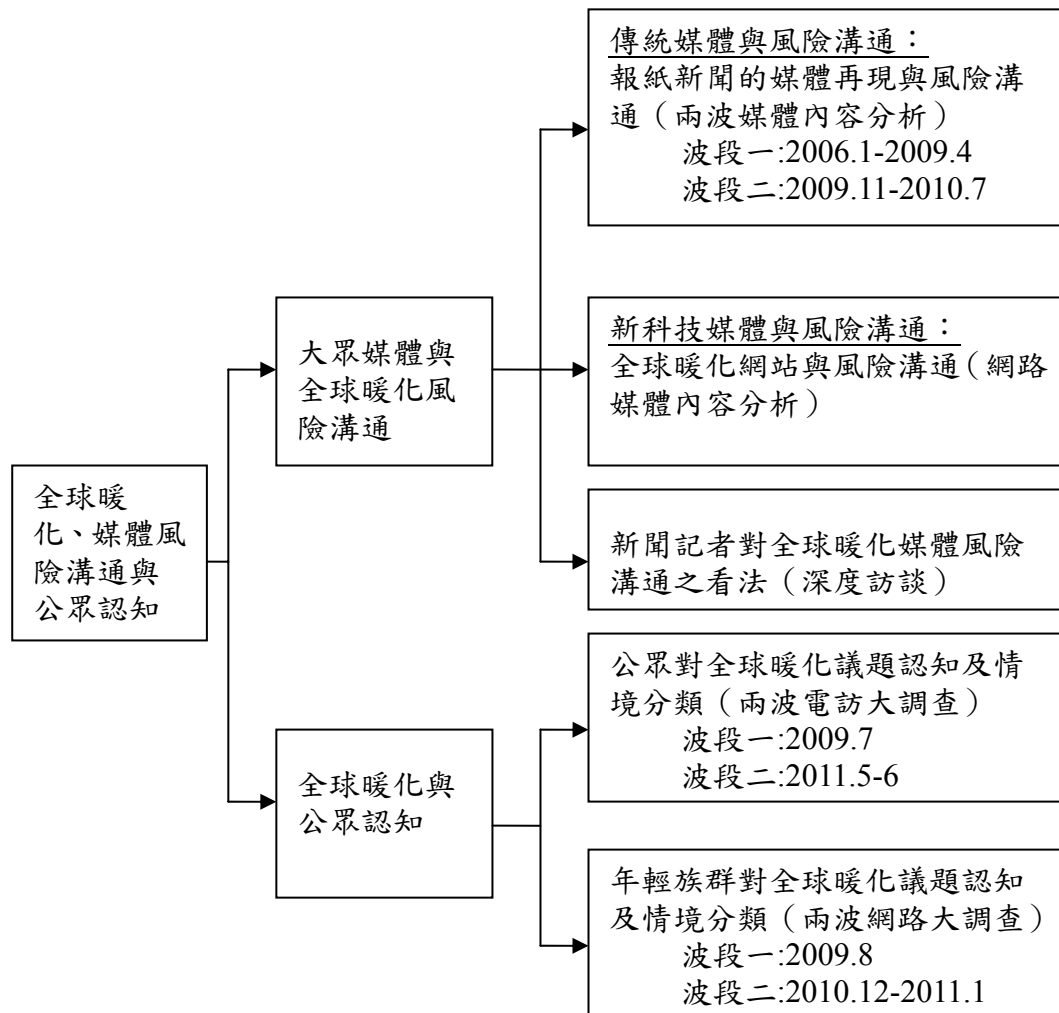 全球暖
化、媒體風
險溝通與
公眾認知
大眾媒體與
全球暖化風
險溝通
傳統媒體與風險溝通：
報紙新聞的媒體再現與風險溝
通（兩波媒體內容分析）
波段一:2006.1-2009.4
波段二:2009.11-2010.7
新科技媒體與風險溝通：
全球暖化網站與風險溝通（網路
媒體內容分析）
新聞記者對全球暖化媒體風險
溝通之看法（深度訪談）
全球暖化與
公眾認知
公眾對全球暖化議題認知及情
境分類（兩波電訪大調查）
波段一:2009.7
波段二:2011.5-6
年輕族群對全球暖化議題認知
及情境分類（兩波網路大調查）
波段一:2009.8
波段二:2010.12-2011.1